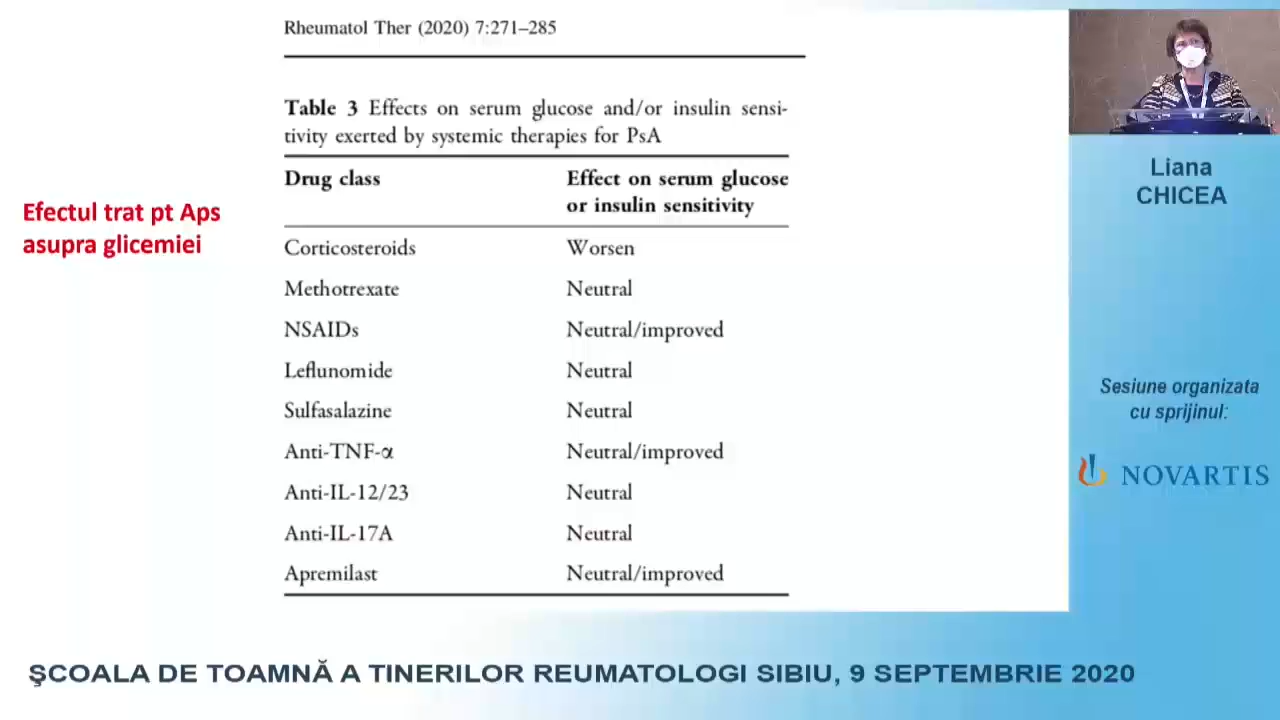 Rheumatol Ther (2020) 7:271–285
Table 3 Effects on serum glucose and/or insulin sensi-
tivity exerted by systemic therapies for PsA
Drug class Effect on serum glucose
or insulin sensitivity
Efectul trat pt Aps
asupra glicemiei
Corticosteroids Worsen
Methotrexate Neutral
NSAIDs Neutral/improved
Leflunomide Neutral
Sulfasalazine Neutral
Anti-TNF-α Neutral/improved
Anti-IL-12/23 Neutral
Anti-IL-17A Neutral
Apremilast Neutral/improved
Liana
CHICEA
Sesiune organizata
cu sprijinul:
NOVARTIS
ŞCOALA DE TOAMNĂ A TINERILOR REUMATOLOGI SIBIU, 9 SEPTEMBRIE 2020